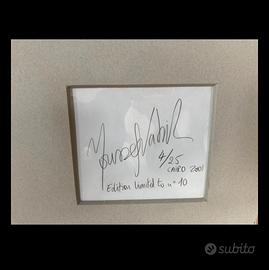 Youssef Nabil
4/25
CAIRO 2001
Edition limited to n° 10
subito